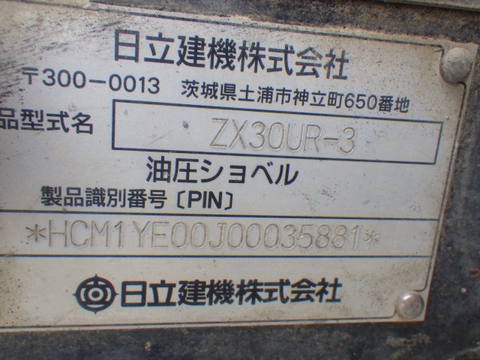 日立建機株式会社
〒300-0013 茨城県土浦市神立町650番地
品型式名 ZX30UR-3
油圧ショベル
製品識別番号〔PIN〕
*HCM1YE00J00035881*
日立建機株式会社